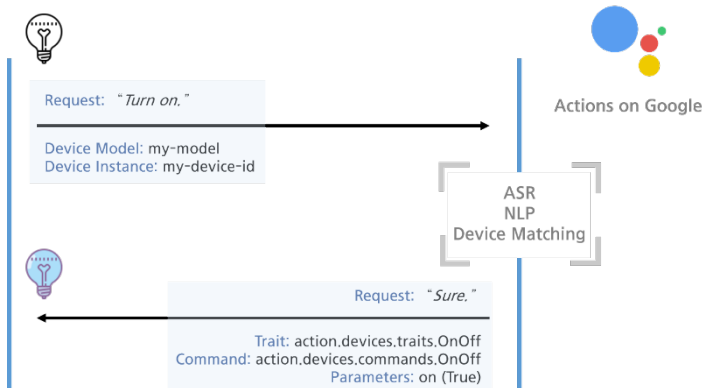 Request: "Turn on."
Actions on Google
Device Model: my-model
Device Instance: my-device-id
ASR
NLP
Device Matching
Request: "Sure."
Trait: action.devices.traits.OnOff
Command: action.devices.commands.OnOff
Parameters: on (True)